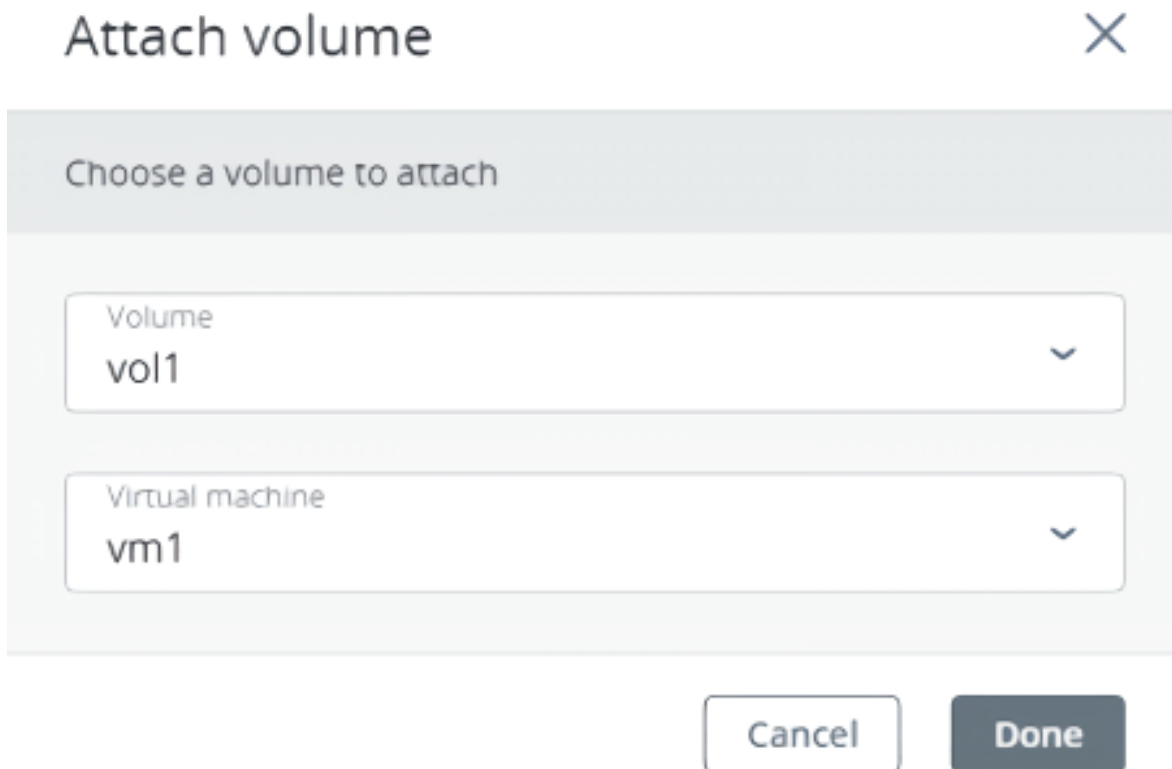 Attach volume
Choose a volume to attach
Volume
vol1
Virtual machine
vm1
Cancel Done